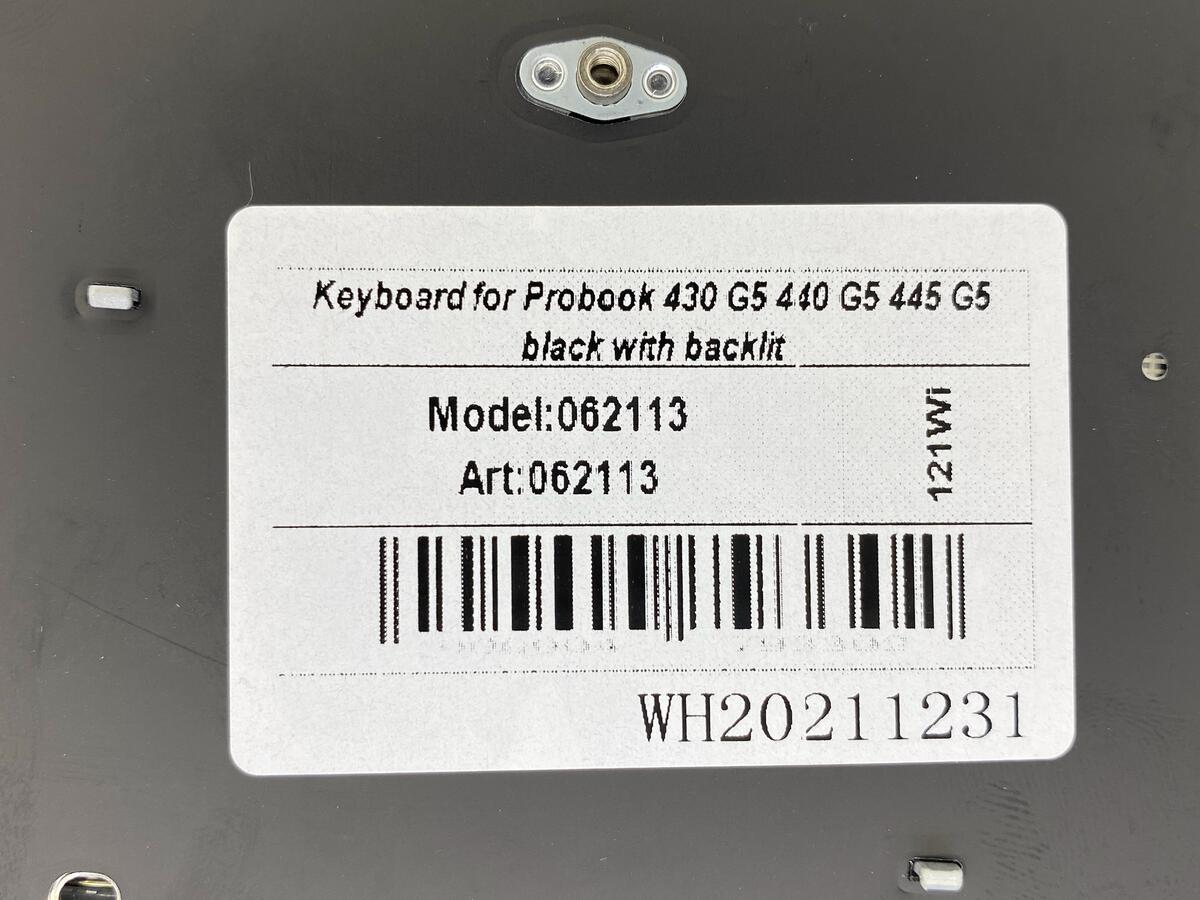 Keyboard for Probook 430 G5 440 G5 445 G5
black with backlit
Model:062113
Art:062113
121Wi
WH20211231